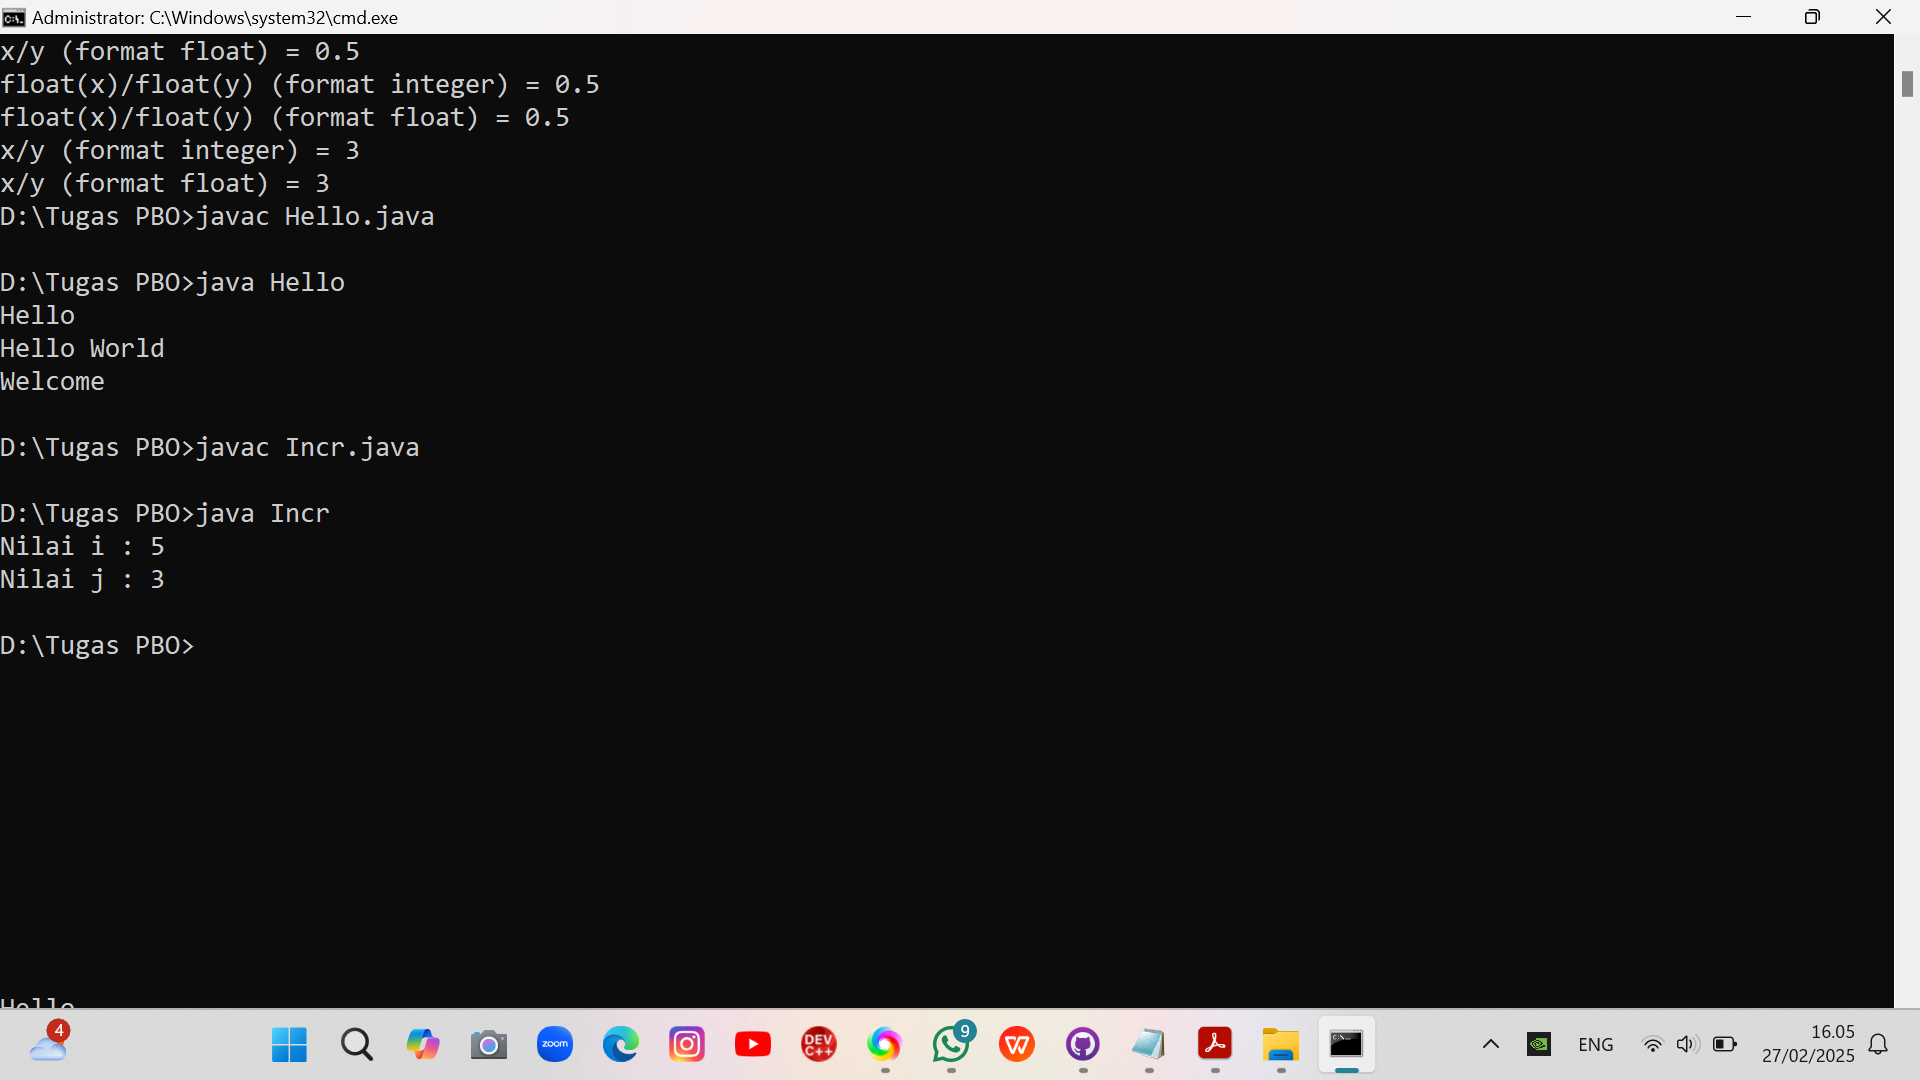 Administrator: C:\Windows\system32\cmd.exe
x/y (format float) = 0.5
float(x)/float(y) (format integer) = 0.5
float(x)/float(y) (format float) = 0.5
x/y (format integer) = 3
x/y (format float) = 3
D:\Tugas PBO>javac Hello.java
D:\Tugas PBO>java Hello
Hello
Hello World
Welcome
D:\Tugas PBO>javac Incr.java
D:\Tugas PBO>java Incr
Nilai i : 5
Nilai j : 3
D:\Tugas PBO>
Hello
4
zoom
DEV
C++
9
W
ENG
16.05
27/02/2025